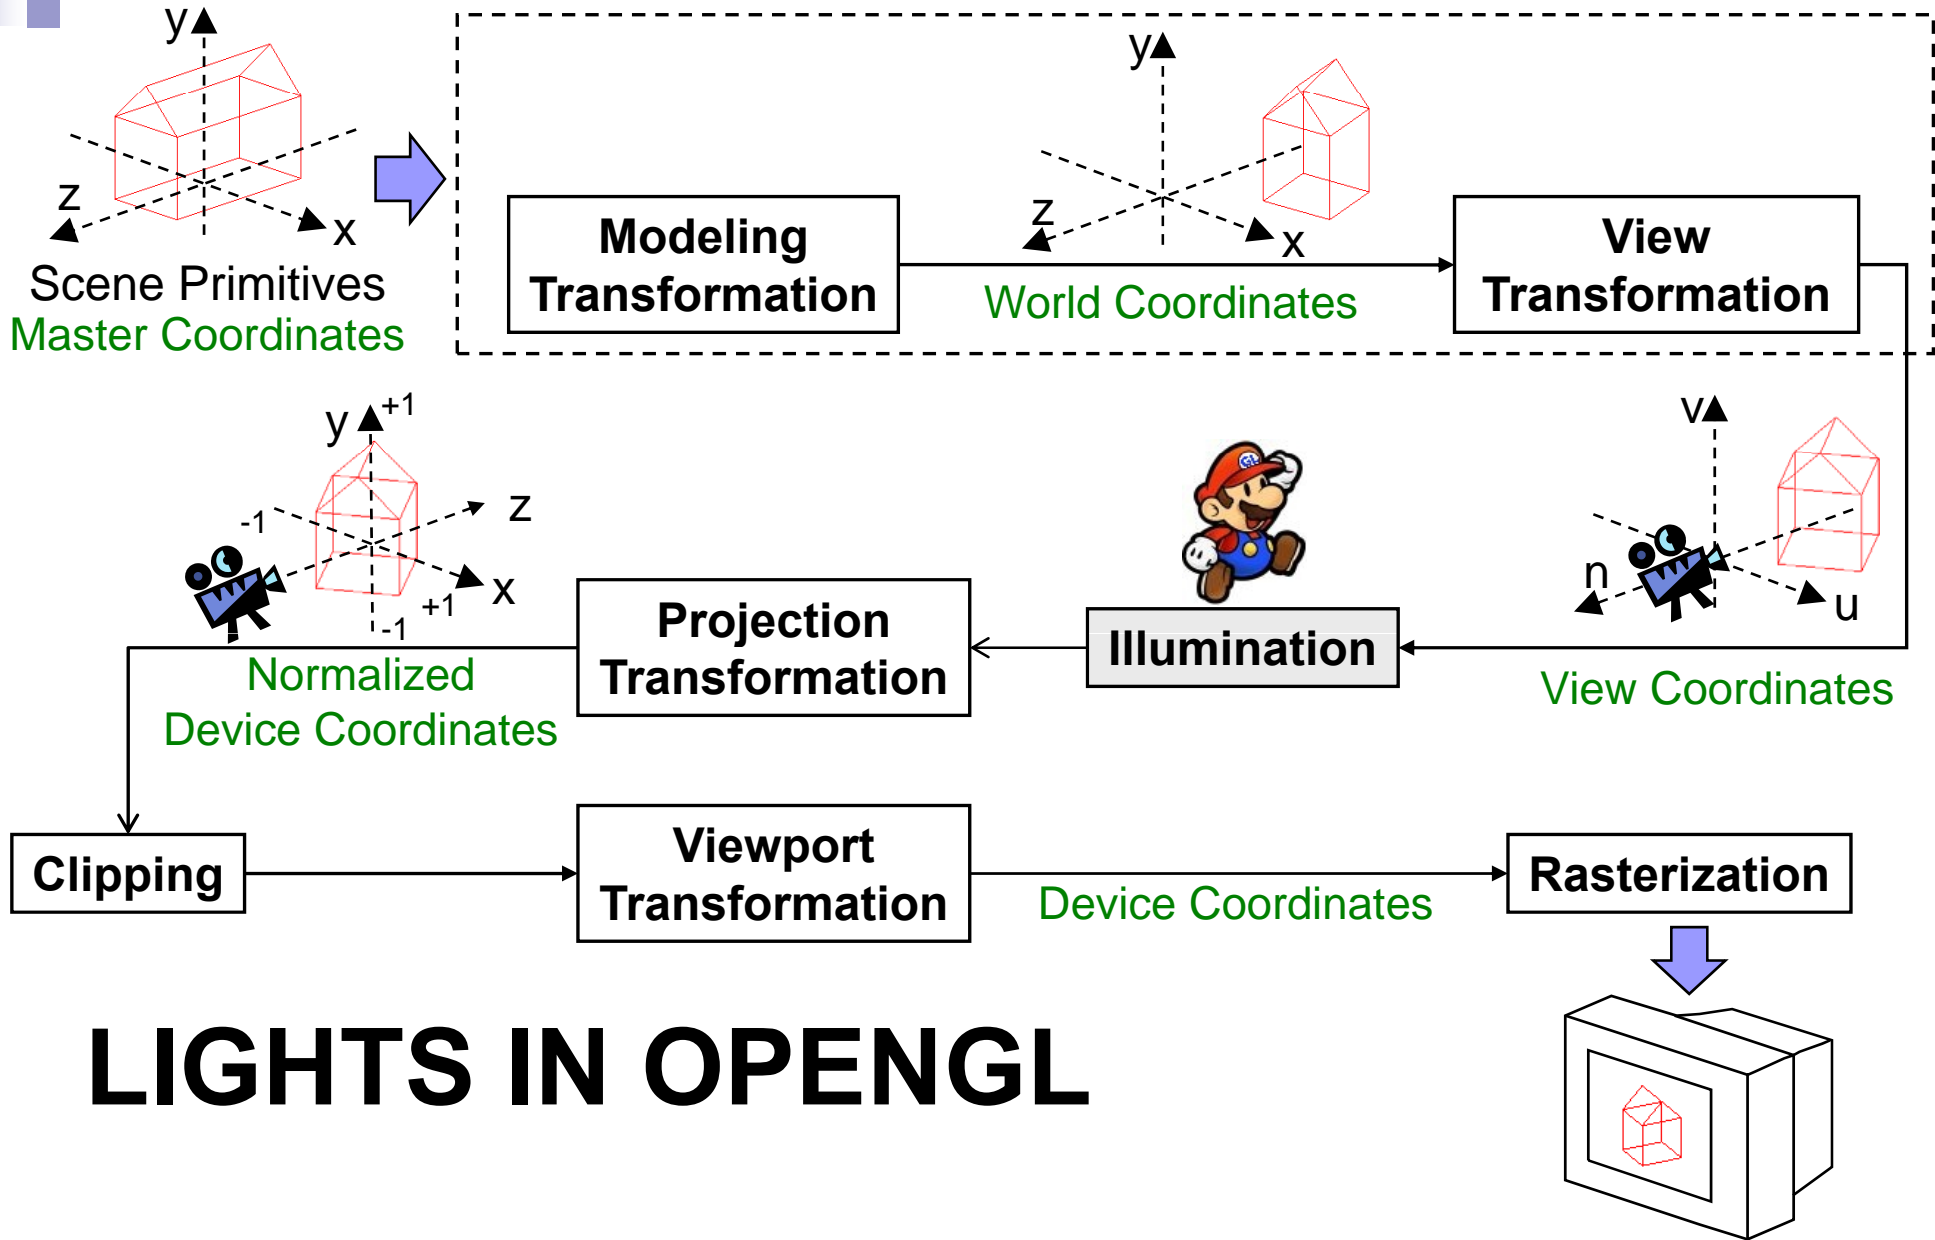 y
z
x
Scene Primitives
Master Coordinates
Modeling
Transformation
y
z
x
World Coordinates
View
Transformation
v
n
u
View Coordinates
GL
Illumination
Projection
Transformation
y
+1
-1
z
x
+1
-1
Normalized
Device Coordinates
Clipping
Viewport
Transformation
Device Coordinates
Rasterization
LIGHTS IN OPENGL